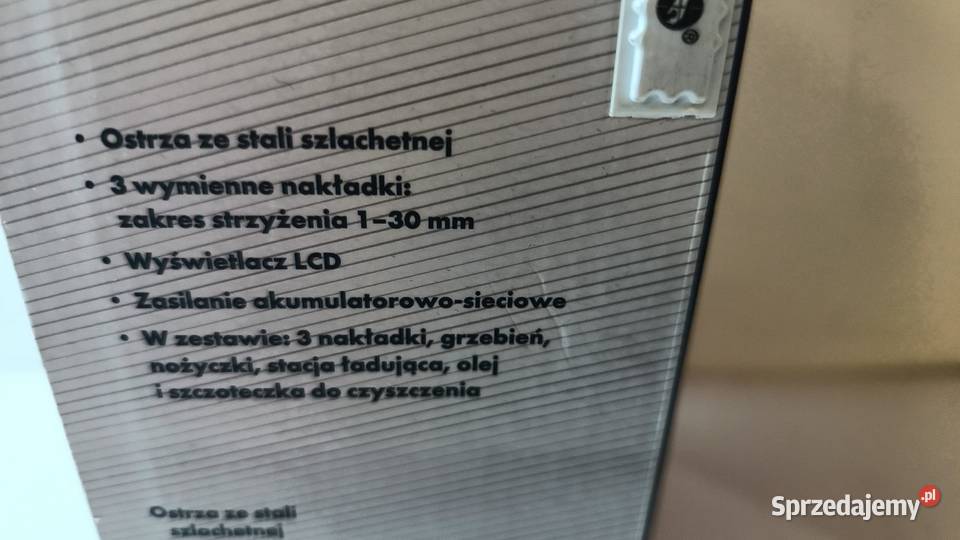 • Ostrza ze stali szlachetnej
• 3 wymienne nakładki:
zakres strzyżenia 1–30 mm
• Wyświetlacz LCD
• Zasilanie akumulatorowo-sieciowe
• W zestawie: 3 nakładki, grzebień,
nożyczki, stacja ładująca, olej
i szczoteczka do czyszczenia
Ostrza ze stali
szlachetnej
Sprzedajemy.pl